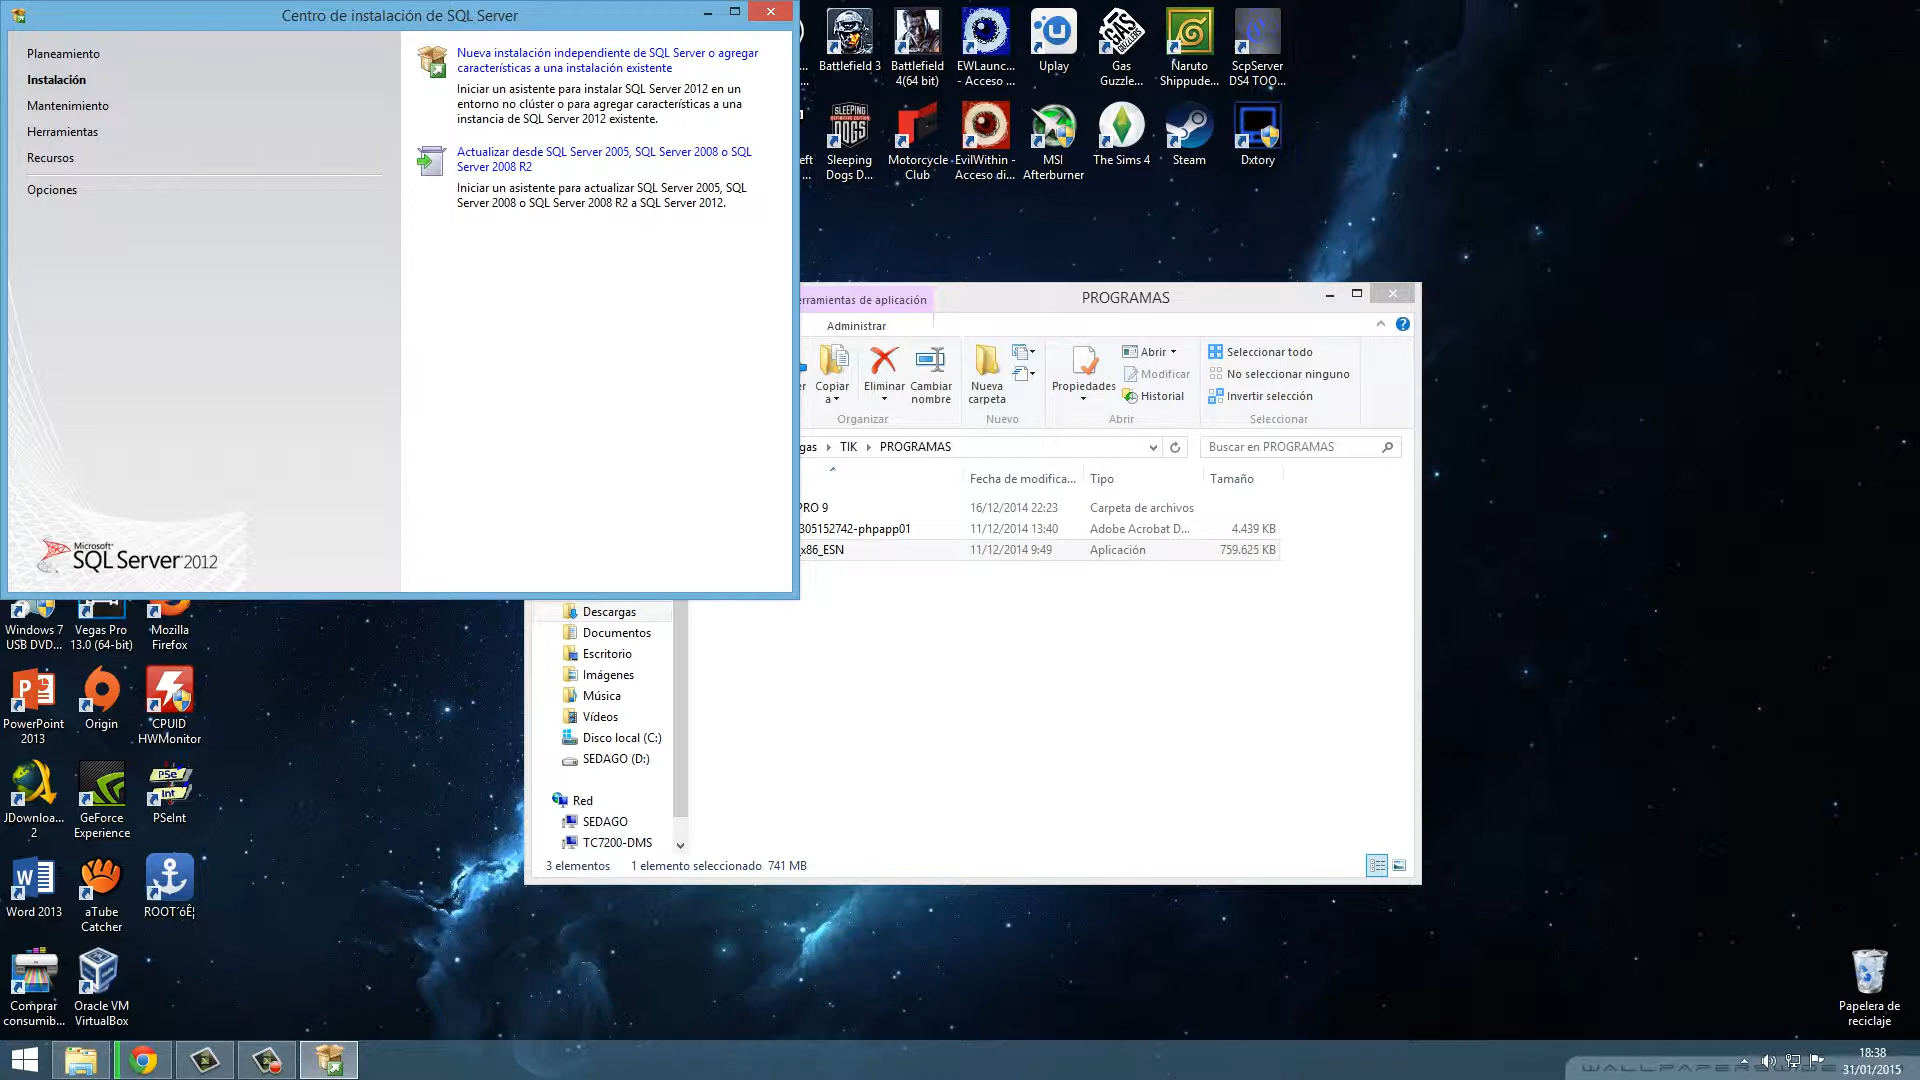 Centro de instalación de SQL Server
Planeamiento
Instalación
Mantenimiento
Herramientas
Recursos
Opciones
Nueva instalación independiente de SQL Server o agregar
características a una instalación existente
Iniciar un asistente para instalar SQL Server 2012 en un
entorno no clúster o para agregar características a una
instancia de SQL Server 2012 existente.
Actualizar desde SQL Server 2005, SQL Server 2008 o SQL
Server 2008 R2
Iniciar un asistente para actualizar SQL Server 2005, SQL
Server 2008 o SQL Server 2008 R2 a SQL Server 2012.
Microsoft
SQL Server 2012
Battlefield 3
Battlefield
4(64 bit)
EWLaunc...
- Acceso ...
Uplay
Gas
Guzzle...
Naruto
Shippude...
ScpServer
DS4 TOO...
Sleeping
Dogs D...
Motorcycle
Club
EvilWithin -
Acceso di...
MSI
Afterburner
The Sims 4
Steam
Dxtory
PROGRAMAS
erramientas de aplicación
Administrar
Copiar
a
Eliminar
Cambiar
nombre
Organizar
Nueva
carpeta
Nuevo
Propiedades
Abrir
Modificar
Historial
Abrir
Seleccionar todo
No seleccionar ninguno
Invertir selección
Seleccionar
gas TIK PROGRAMAS
Buscar en PROGRAMAS
Fecha de modifica... Tipo Tamaño
PRO 9 16/12/2014 22:23 Carpeta de archivos
305152742-phpapp01 11/12/2014 13:40 Adobe Acrobat D... 4.439 KB
x86_ESN 11/12/2014 9:49 Aplicación 759.625 KB
Descargas
Documentos
Escritorio
Imágenes
Música
Vídeos
Disco local (C:)
SEDAGO (D:)
Red
SEDAGO
TC7200-DMS
3 elementos 1 elemento seleccionado 741 MB
Windows 7
USB DVD...
Vegas Pro
13.0 (64-bit)
Mozilla
Firefox
PowerPoint
2013
Origin
CPUID
HWMonitor
JDownloa...
2
GeForce
Experience
PSeInt
Word 2013
aTube
Catcher
ROOT´óÊ¦
Comprar
consumib...
Oracle VM
VirtualBox
Papelera de
reciclaje
18:38
31/01/2015